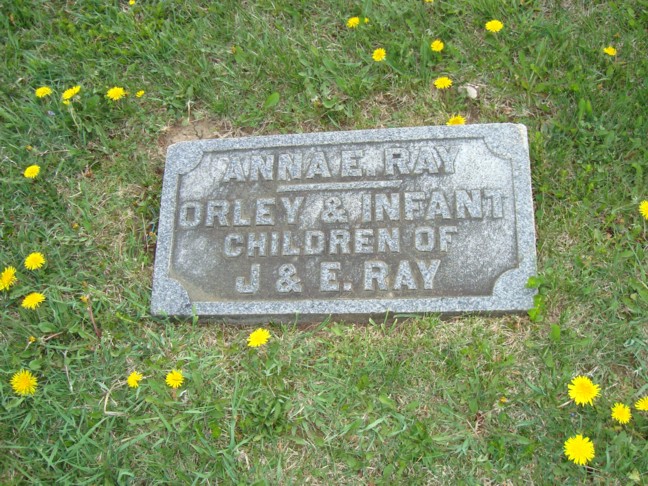 ANNA E. RAY
ORLEY & INFANT
CHILDREN OF
J & E. RAY